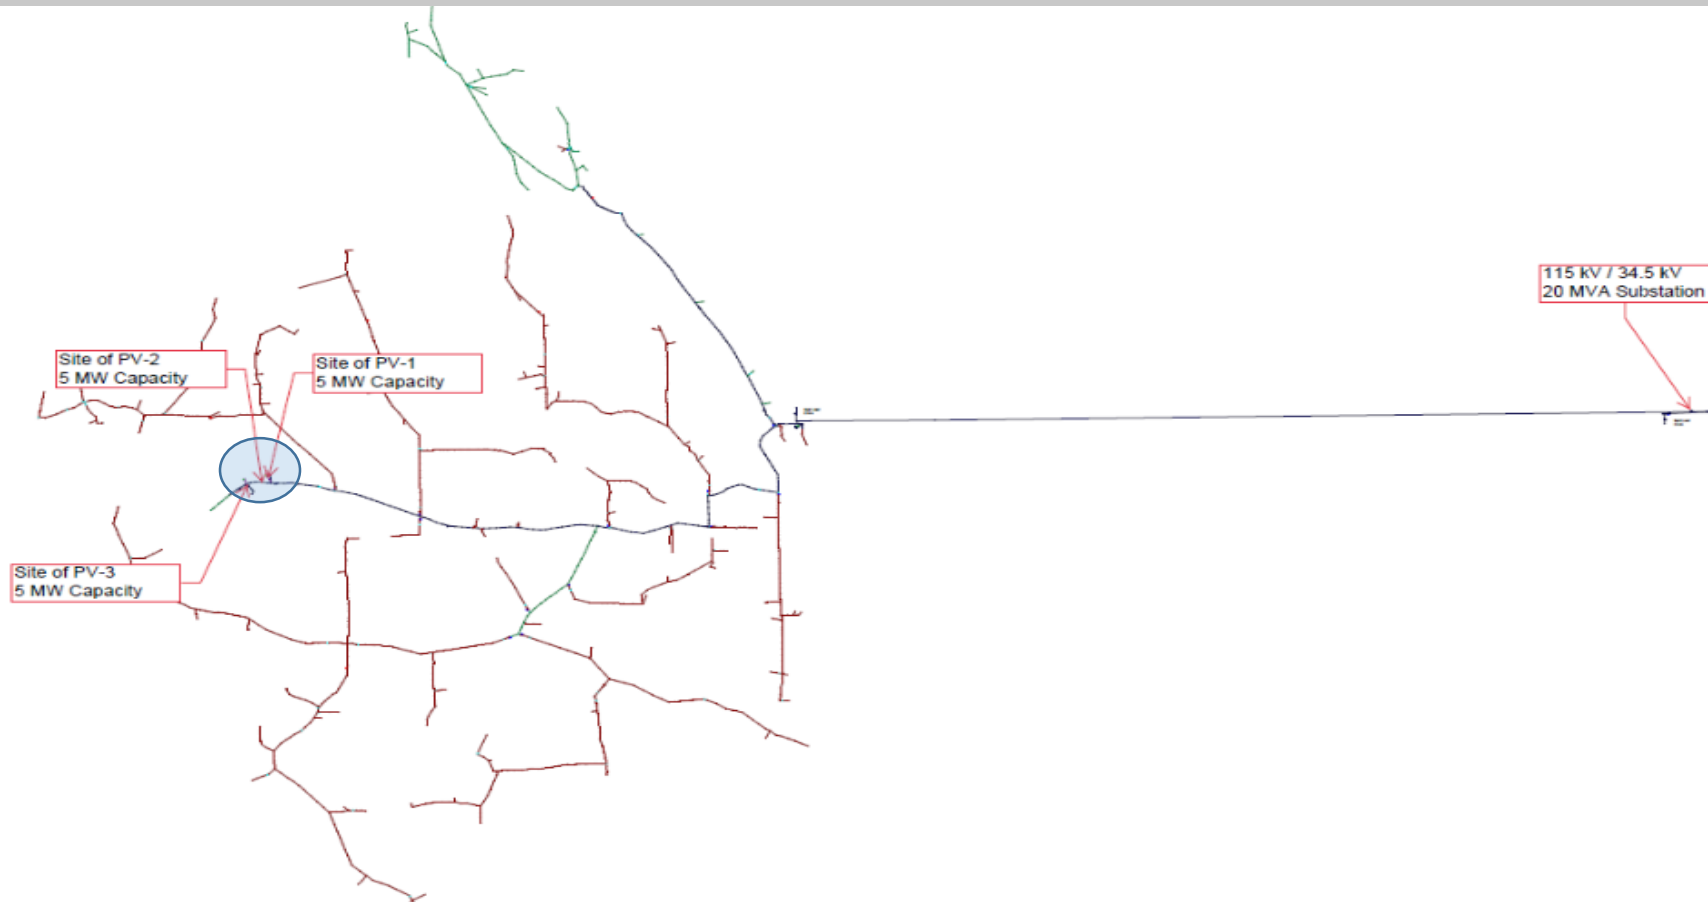 115 kV / 34.5 kV
20 MVA Substation
Site of PV-2
5 MW Capacity
Site of PV-1
5 MW Capacity
Site of PV-3
5 MW Capacity